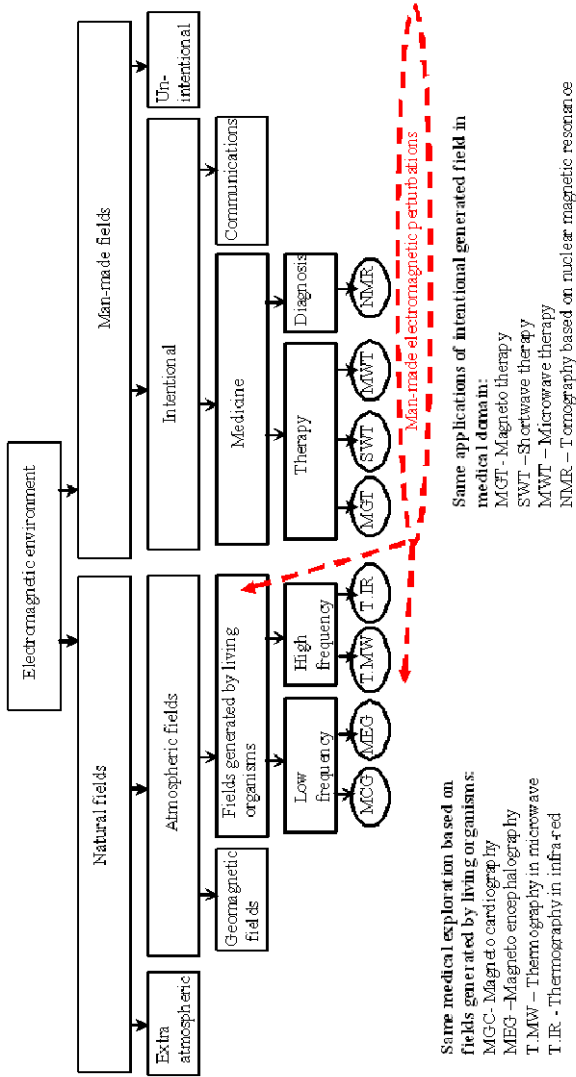 Electromagnetic environment
Natural fields
Man-made fields
Extra
atmospheric
Atmospheric fields
Intentional
Un-
intentional
Geomagnetic
fields
Fields generated by living
organisms
Medicine
Communications
Low
frequency
High
frequency
Therapy
Diagnosis
MCG
MEG
T.MW
T.IR
MGT
SWT
MWT
NMR
Man-made electromagnetic perturbations
Same medical exploration based on
fields generated by living organisms:
MGC- Magneto cardiography
MEG –Magneto encephalography
T.MW – Thermography in microwave
T.IR - Thermography in infra-red
Same applications of intentional generated field in
medical domain:
MGT- Magneto therapy
SWT –Shortwave therapy
MWT – Microwave therapy
NMR – Tomography based on nuclear magnetic resonance